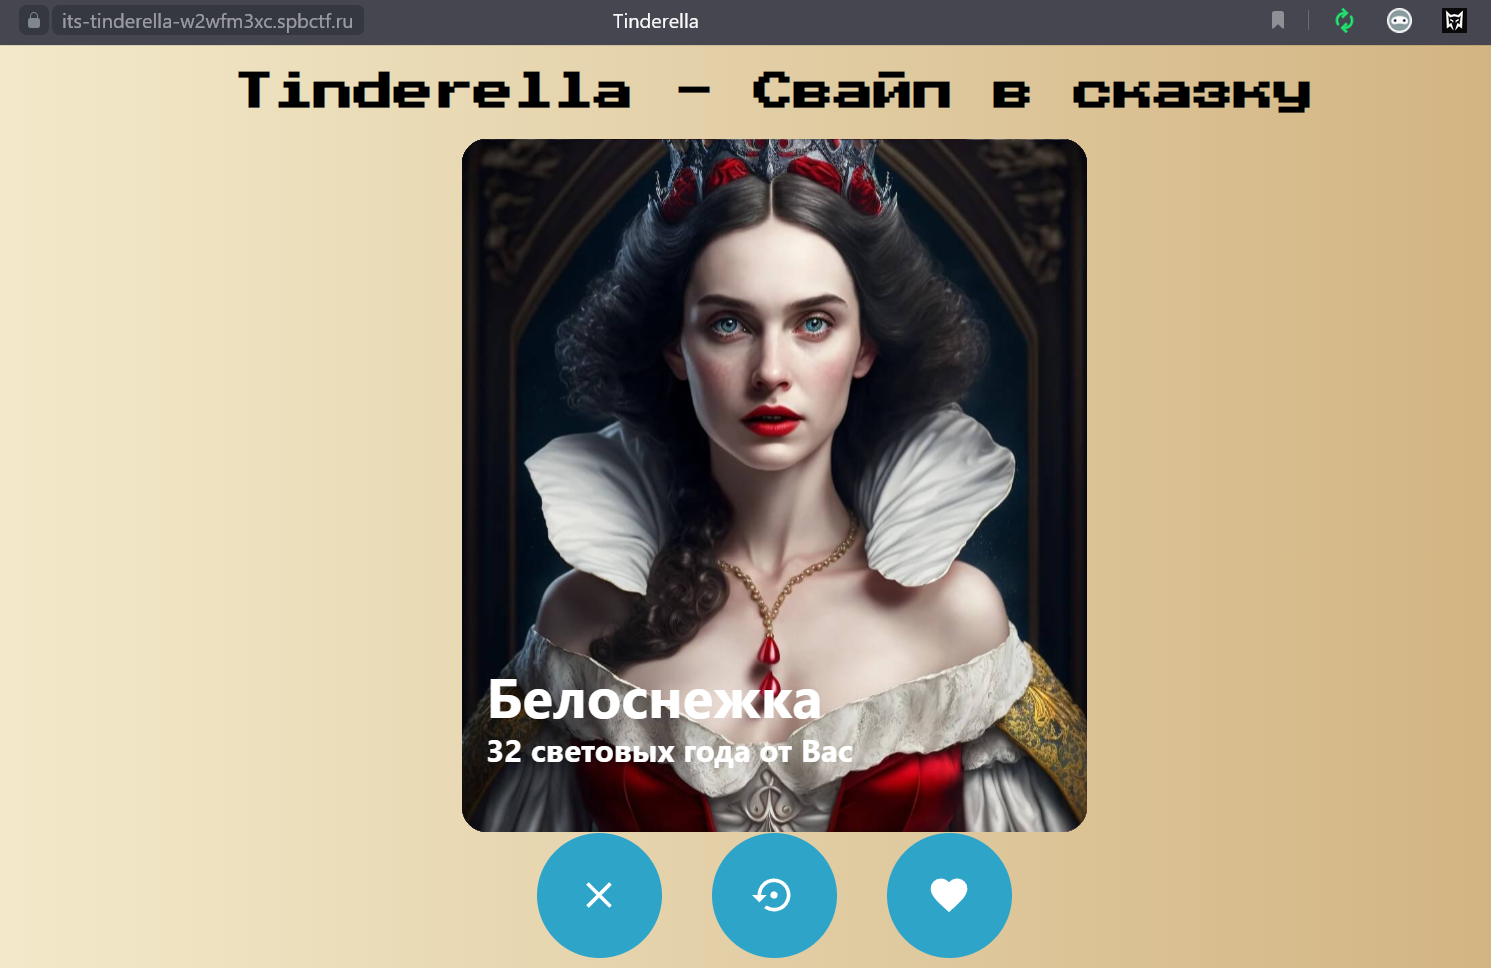 its-tinderella-w2wfm3xc.spbctf.ru
Tinderella
Tinderella - Свайп в сказку
Белоснежка
32 световых года от Вас